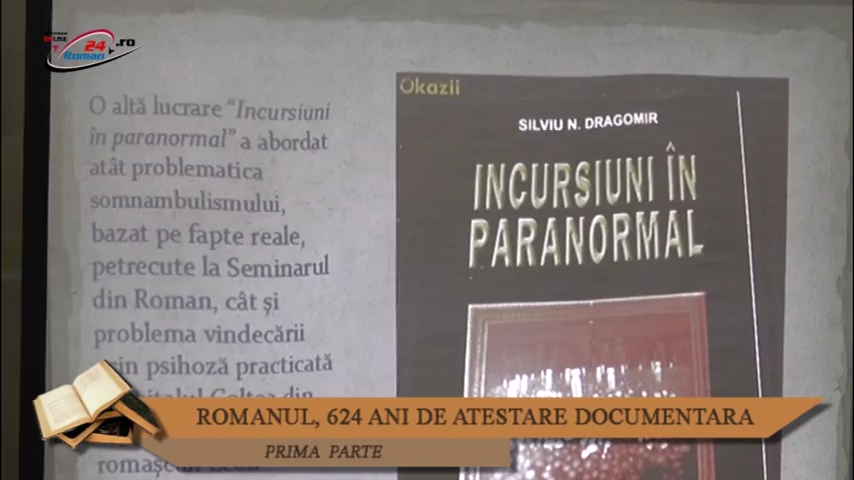 24
.ro
Roman
O altă lucrare “Incursiuni
în paranormal” a abordat
atât problematica
somnambulismului,
bazat pe fapte reale,
petrecute la Seminarul
din Roman, cât şi
problema vindecării
psihoză practicată
din
Okazii
SILVIU N. DRAGOMIR
INCURSIUNI ÎN
PARANORMAL
ROMANUL, 624 ANI DE ATESTARE DOCUMENTARA
PRIMA PARTE